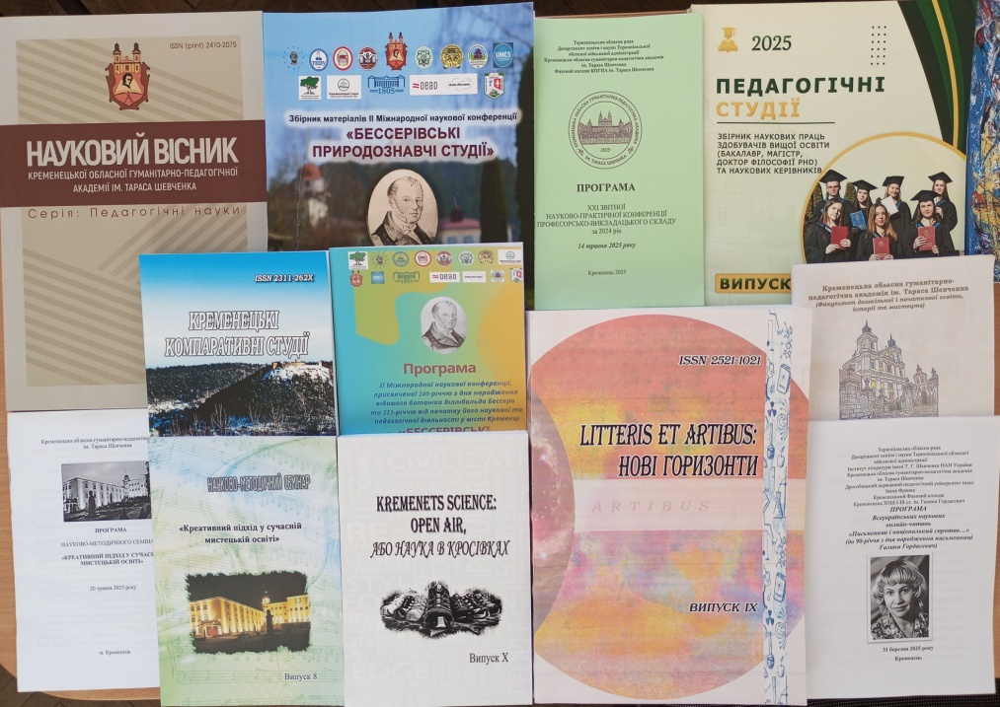 ISSN (print) 2410-2075
НАУКОВИЙ ВІСНИК
КРЕМЕНЕЦЬКОЇ ОБЛАСНОЇ ГУМАНІТАРНО-ПЕДАГОГІЧНОЇ
АКАДЕМІЇ ІМ. ТАРАСА ШЕВЧЕНКА
Серія: Педагогічні науки
UMCS
1805
oead
Збірник матеріалів ІІ Міжнародної наукової конференції
«БЕССЕРІВСЬКІ
ПРИРОДОЗНАВЧІ СТУДІЇ»
Тернопільська обласна рада
Департамент освіти і науки Тернопільської
обласної військової адміністрації
Кременецька обласна гуманітарно-педагогічна академія
ім. Тараса Шевченка
Фаховий коледж КОГПА ім. Тараса Шевченка
ПРОГРАМА
ХХІ ЗВІТНОЇ
НАУКОВО-ПРАКТИЧНОЇ КОНФЕРЕНЦІЇ
ПРОФЕСОРСЬКО-ВИКЛАДАЦЬКОГО СКЛАДУ
за 2024 рік
14 травня 2025 року
Кременець 2025
2025
ПЕДАГОГІЧНІ
СТУДІЇ
ЗБІРНИК НАУКОВИХ ПРАЦЬ
ЗДОБУВАЧІВ ВИЩОЇ ОСВІТИ
(БАКАЛАВР, МАГІСТР,
ДОКТОР ФІЛОСОФІЇ PHD)
ТА НАУКОВИХ КЕРІВНИКІВ
ВИПУСК
ISSN 2311-262X
КРЕМЕНЕЦЬКІ
КОМПАРАТИВНІ СТУДІЇ
oead
Програма
ІІ Міжнародної наукової конференції,
присвяченої 240-річчю з дня народження
відомого ботаніка Віллібальда Бессера
та 215-річчю від початку його наукової та
педагогічної діяльності у місті Кременці
«БЕССЕРІВСЬКІ
ISSN 2521-1021
LITTERIS ET ARTIBUS:
НОВІ ГОРИЗОНТИ
ARTIBUS
ВИПУСК IX
Кременецька обласна гуманітарно-
педагогічна академія ім. Тараса Шевченка
(Факультет дошкільної і початкової освіти,
історії та мистецтв)
Кременецька обласна гуманітарно-педагогічна
ім. Тараса Шевченка
ПРОГРАМА
НАУКОВО-МЕТОДИЧНОГО СЕМІНА
«КРЕАТИВНИЙ ПІДХІД У СУЧАС
МИСТЕЦЬКІЙ ОСВІТІ»
20 травня 2025 року
м. Кременець
НАУКОВО-МЕТОДИЧНИЙ СЕМІНАР
«Креативний підхід у сучасній
мистецькій освіті»
Випуск 8
KREMENETS SCIENCE:
OPEN AIR,
АБО НАУКА В КРОСІВКАХ
Випуск X
Тернопільська обласна рада
Департамент освіти і науки Тернопільської обласної
військової адміністрації
Інститут літератури імені Т. Г. Шевченка НАН України
Кременецька обласна гуманітарно-педагогічна академія
ім. Тараса Шевченка
Дрогобицький державний педагогічний університет імені
Івана Франка
Кременецький Фаховий коледж
Кременецька ЗОШ І-ІІІ ст. ім. Галини Гордасевич
ПРОГРАМА
Всеукраїнських наукових
онлайн-читань
«Письменник і національний спротив…»
(до 90-річчя з дня народження письменниці
Галини Гордасевич)
31 березня 2025 року
Кременець